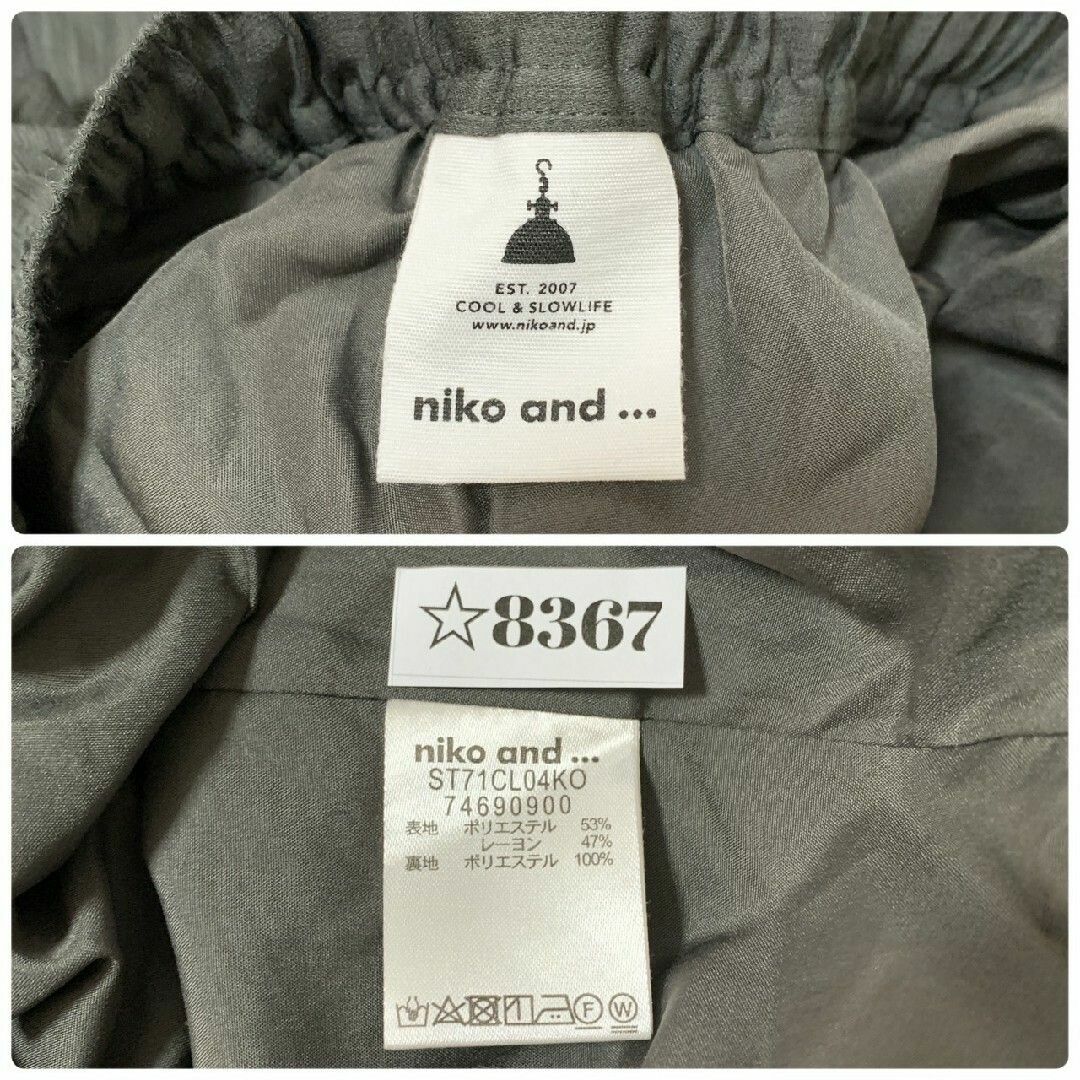 EST. 2007
COOL & SLOWLIFE
www.nikoand.jp
niko and ...
☆8367
niko and ...
ST71CL04KO
74690900
表地 ポリエステル 53%
レーヨン 47%
裏地 ポリエステル 100%
F W